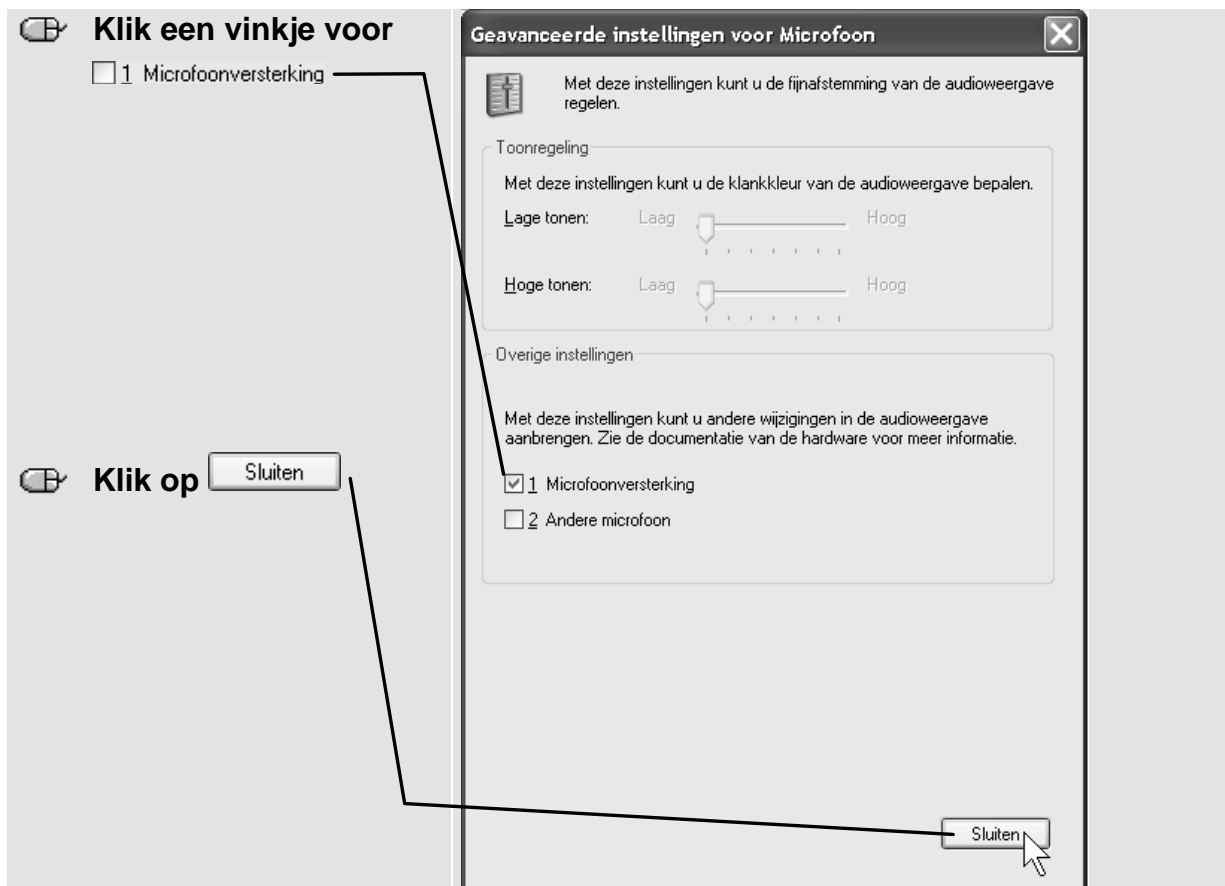 Klik een vinkje voor
1 Microfoonversterking
Klik op Sluiten
Geavanceerde instellingen voor Microfoon
Met deze instellingen kunt u de fijnafstemming van de audioweergave
regelen.
Toonregeling
Met deze instellingen kunt u de klankkleur van de audioweergave bepalen.
Lage tonen: Laag Hoog
Hoge tonen: Laag Hoog
Overige instellingen
Met deze instellingen kunt u andere wijzigingen in de audioweergave
aanbrengen. Zie de documentatie van de hardware voor meer informatie.
1 Microfoonversterking
2 Andere microfoon
Sluiten